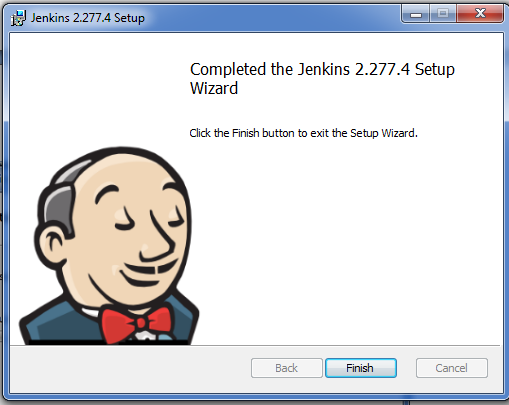 Jenkins 2.277.4 Setup
Completed the Jenkins 2.277.4 Setup
Wizard
Click the Finish button to exit the Setup Wizard.
Back
Finish
Cancel